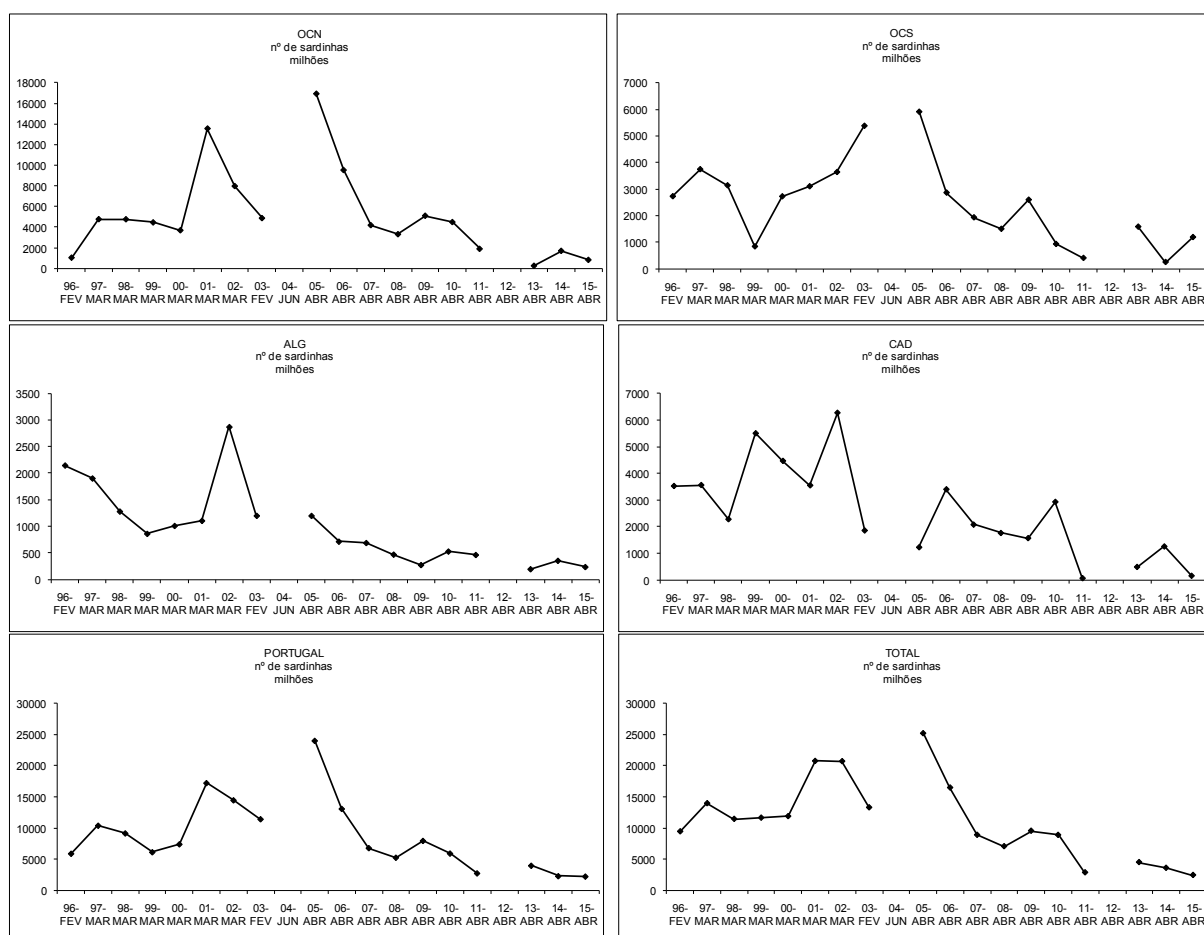 OCN
nº de sardinhas
milhões
18000
16000
14000
12000
10000
8000
6000
4000
2000
0
96- 97- 98- 99- 00- 01- 02- 03- 04- 05- 06- 07- 08- 09- 10- 11- 12- 13- 14- 15-
FEV MAR MAR MAR MAR MAR MAR FEV JUN ABR ABR ABR ABR ABR ABR ABR ABR ABR ABR ABR
OCS
nº de sardinhas
milhões
7000
6000
5000
4000
3000
2000
1000
0
96- 97- 98- 99- 00- 01- 02- 03- 04- 05- 06- 07- 08- 09- 10- 11- 12- 13- 14- 15-
FEV MAR MAR MAR MAR MAR MAR FEV JUN ABR ABR ABR ABR ABR ABR ABR ABR ABR ABR ABR
ALG
nº de sardinhas
milhões
3500
3000
2500
2000
1500
1000
500
0
96- 97- 98- 99- 00- 01- 02- 03- 04- 05- 06- 07- 08- 09- 10- 11- 12- 13- 14- 15-
FEV MAR MAR MAR MAR MAR MAR FEV JUN ABR ABR ABR ABR ABR ABR ABR ABR ABR ABR ABR
CAD
nº de sardinhas
milhões
7000
6000
5000
4000
3000
2000
1000
0
96- 97- 98- 99- 00- 01- 02- 03- 04- 05- 06- 07- 08- 09- 10- 11- 12- 13- 14- 15-
FEV MAR MAR MAR MAR MAR MAR FEV JUN ABR ABR ABR ABR ABR ABR ABR ABR ABR ABR ABR
PORTUGAL
nº de sardinhas
milhões
30000
25000
20000
15000
10000
5000
0
96- 97- 98- 99- 00- 01- 02- 03- 04- 05- 06- 07- 08- 09- 10- 11- 12- 13- 14- 15-
FEV MAR MAR MAR MAR MAR MAR FEV JUN ABR ABR ABR ABR ABR ABR ABR ABR ABR ABR ABR
TOTAL
nº de sardinhas
milhões
30000
25000
20000
15000
10000
5000
0
96- 97- 98- 99- 00- 01- 02- 03- 04- 05- 06- 07- 08- 09- 10- 11- 12- 13- 14- 15-
FEV MAR MAR MAR MAR MAR MAR FEV JUN ABR ABR ABR ABR ABR ABR ABR ABR ABR ABR ABR